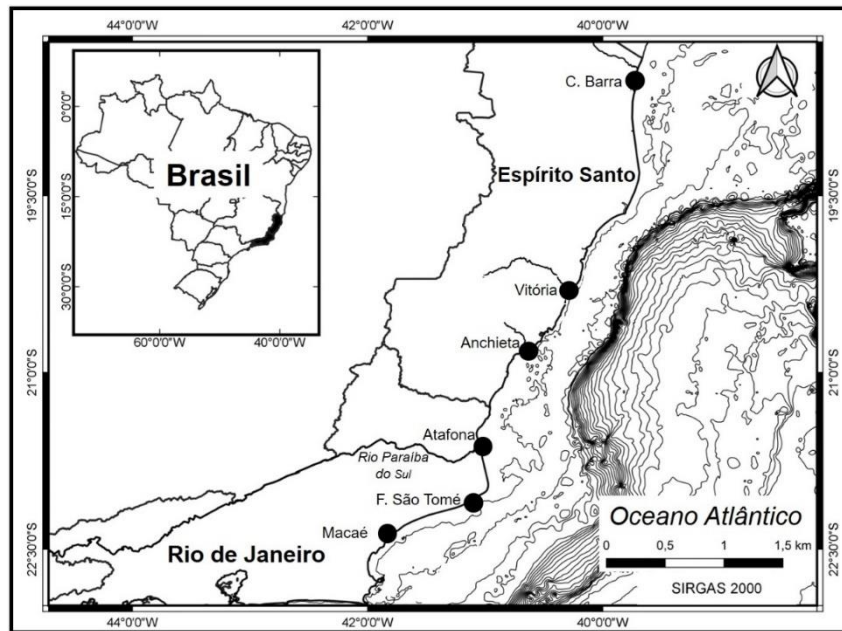 44°0'0"W
42°0'0"W
40°0'0"W
0°0'0"
15°0'0"S
30°0'0"S
60°0'0"W
40°0'0"W
Brasil
C. Barra
Espírito Santo
Vitória
Anchieta
Atafona
Rio Paraíba
do Sul
F. São Tomé
Macaé
Rio de Janeiro
Oceano Atlântico
0
0,5
1
1,5 km
SIRGAS 2000
19°30'0"S
21°0'0"S
22°30'0"S
19°30'0"S
21°0'0"S
22°30'0"S
44°0'0"W
42°0'0"W
40°0'0"W